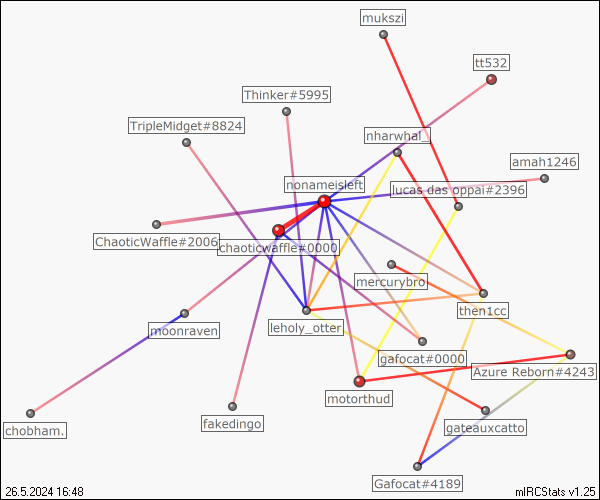 mukszi
tt532
Thinker#5995
TripleMidget#8824
nharwhal_
amah1246
nonameisleft
lucas das oppai#2396
ChaoticWaffle#2006
chaoticwaffle#0000
mercurybro
then1cc
moonraven
leholy_otter
gafocat#0000
Azure Reborn#4243
motorthud
chobham.
fakedingo
gateauxcatto
Gafocat#4189
26.5.2024 16:48
mIRCStats v1.25